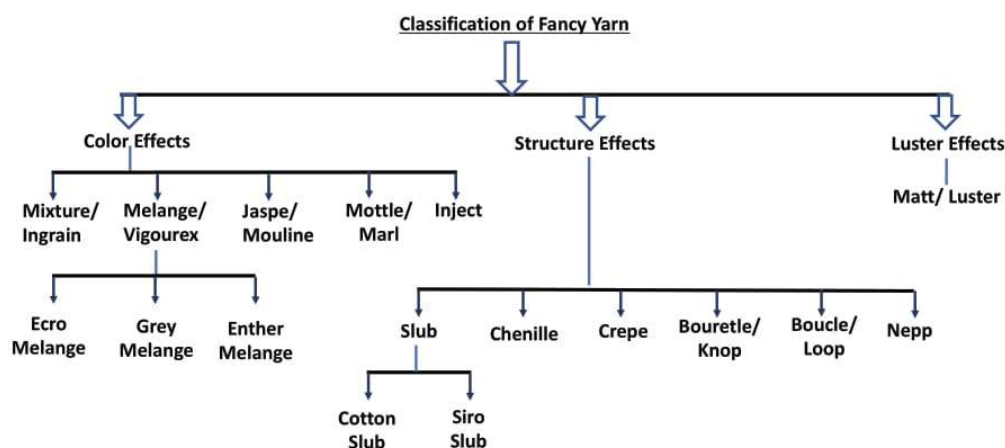 Classification of Fancy Yarn
Color Effects
Structure Effects
Luster Effects
Mixture/
Ingrain
Melange/
Vigourex
Jaspe/
Mouline
Mottle/
Marl
Inject
Matt/ Luster
Ecro
Melange
Grey
Melange
Enther
Melange
Slub
Chenille
Crepe
Bouretle/
Knop
Boucle/
Loop
Nepp
Cotton
Slub
Siro
Slub